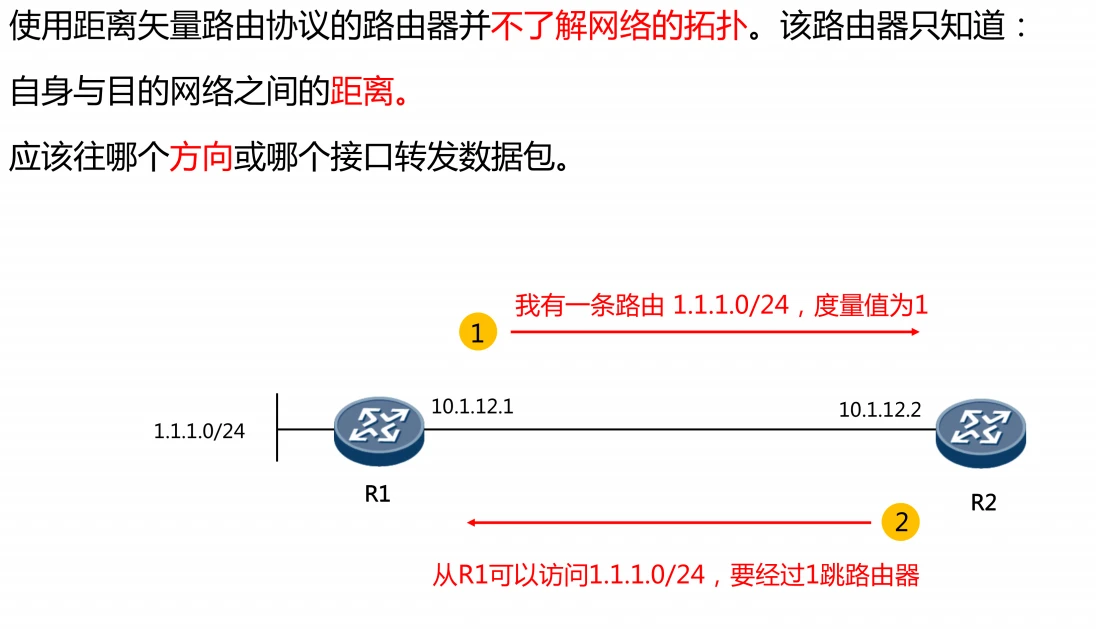 使用距离矢量路由协议的路由器并不了解网络的拓扑。该路由器只知道：
自身与目的网络之间的距离。
应该往哪个方向或哪个接口转发数据包。
我有一条路由 1.1.1.0/24，度量值为1
1
10.1.12.1
10.1.12.2
1.1.1.0/24
R1
R2
2
从R1可以访问1.1.1.0/24，要经过1跳路由器